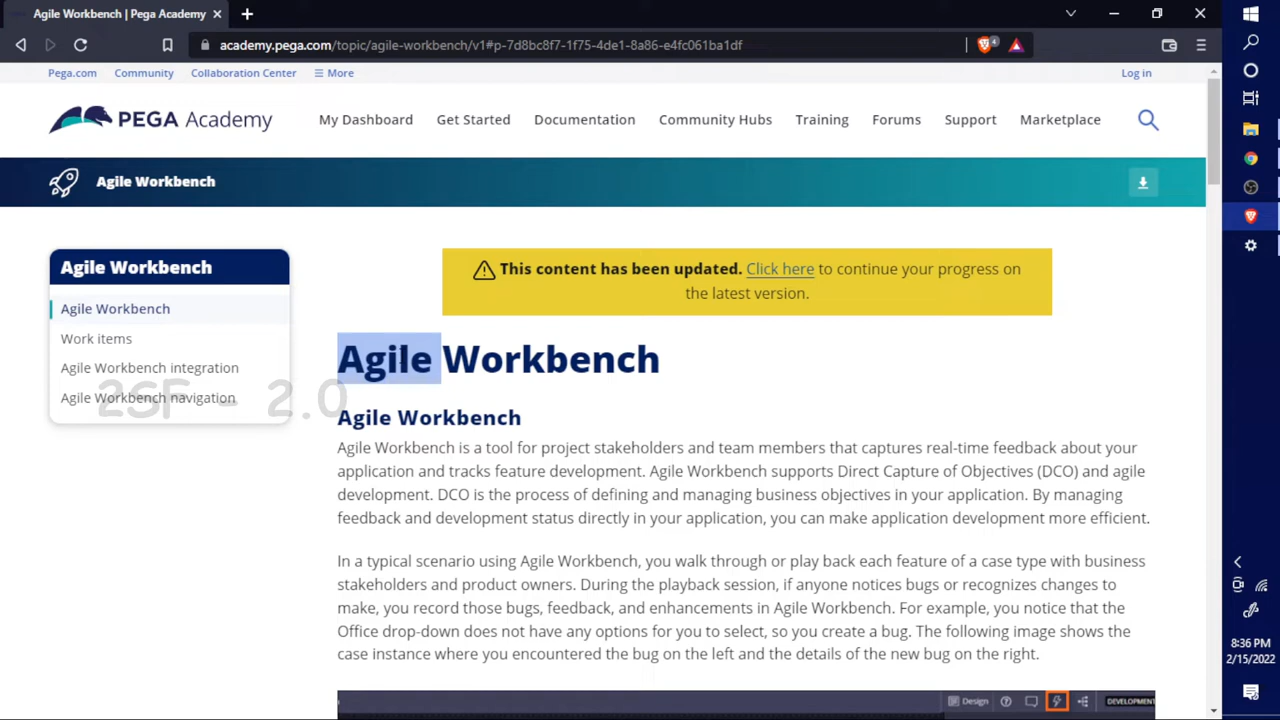 Agile Workbench | Pega Academy
academy.pega.com/topic/agile-workbench/v1#p-7d8bc8f7-1f75-4de1-8a86-e4fc061ba1df
4
Pega.com Community Collaboration Center More
Log in
PEGA Academy
My Dashboard Get Started Documentation Community Hubs Training Forums Support Marketplace
Agile Workbench
Agile Workbench
Agile Workbench
Work items
Agile Workbench integration
Agile Workbench navigation
2SF - 2.0
This content has been updated. Click here to continue your progress on
the latest version.
Agile Workbench
Agile Workbench
Agile Workbench is a tool for project stakeholders and team members that captures real-time feedback about your
application and tracks feature development. Agile Workbench supports Direct Capture of Objectives (DCO) and agile
development. DCO is the process of defining and managing business objectives in your application. By managing
feedback and development status directly in your application, you can make application development more efficient.
In a typical scenario using Agile Workbench, you walk through or play back each feature of a case type with business
stakeholders and product owners. During the playback session, if anyone notices bugs or recognizes changes to
make, you record those bugs, feedback, and enhancements in Agile Workbench. For example, you notice that the
Office drop-down does not have any options for you to select, so you create a bug. The following image shows the
case instance where you encountered the bug on the left and the details of the new bug on the right.
Design
DEVELOPMENT
8:36 PM
2/15/2022